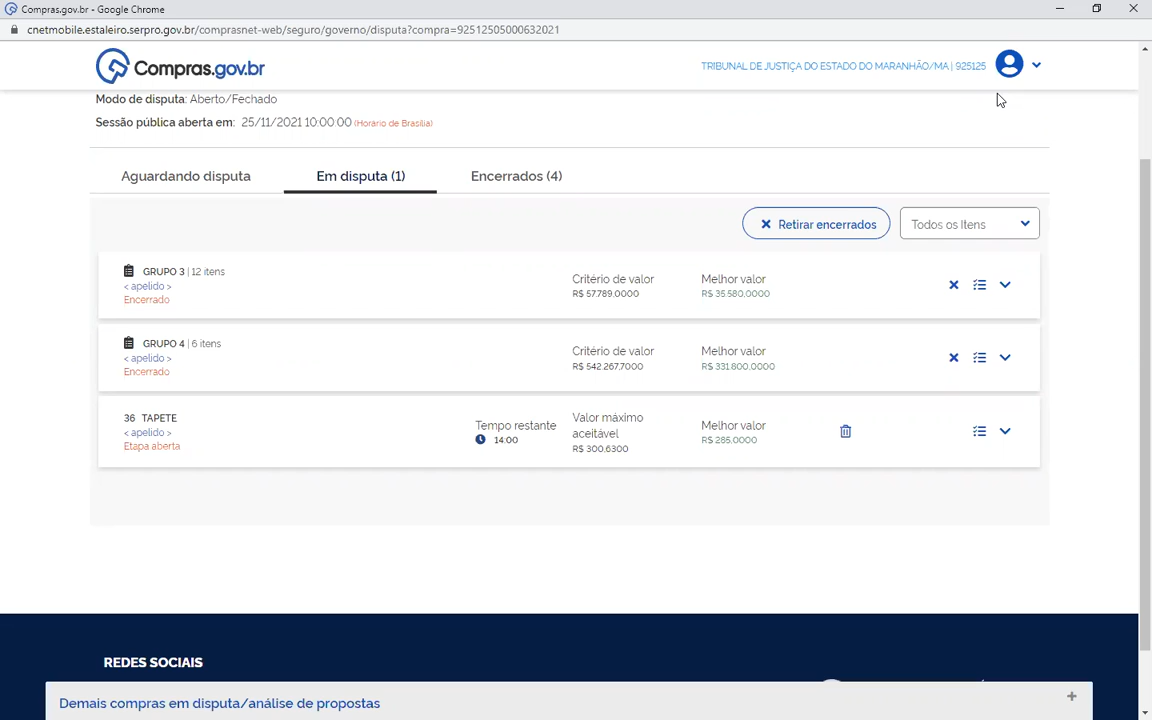 Compras.gov.br - Google Chrome
cnetmobile.estaleiro.serpro.gov.br/comprasnet-web/seguro/governo/disputa?compra=92512505000632021
Compras.gov.br
TRIBUNAL DE JUSTIÇA DO ESTADO DO MARANHÃO/MA | 925125
Modo de disputa: Aberto/Fechado
Sessão pública aberta em: 25/11/2021 10:00:00 (Horário de Brasília)
Aguardando disputa
Em disputa (1)
Encerrados (4)
Retirar encerrados
Todos os Itens
GRUPO 3 | 12 itens
< apelido >
Encerrado
Critério de valor
R$ 57.789,0000
Melhor valor
R$ 35.580,0000
GRUPO 4 | 6 itens
< apelido >
Encerrado
Critério de valor
R$ 542.267,7000
Melhor valor
R$ 331.800,0000
36 TAPETE
< apelido >
Etapa aberta
Tempo restante
14:00
Valor máximo
aceitável
R$ 300,6300
Melhor valor
R$ 285,0000
REDES SOCIAIS
Demais compras em disputa/análise de propostas